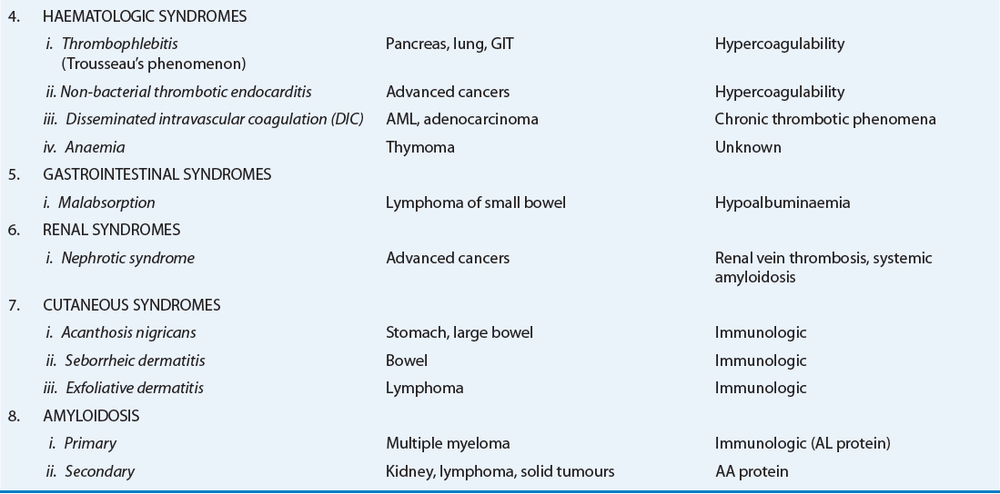 4. HAEMATOLOGIC SYNDROMES
i. Thrombophlebitis Pancreas, lung, GIT Hypercoagulability
(Trousseau’s phenomenon)
ii. Non-bacterial thrombotic endocarditis Advanced cancers Hypercoagulability
iii. Disseminated intravascular coagulation (DIC) AML, adenocarcinoma Chronic thrombotic phenomena
iv. Anaemia Thymoma Unknown
5. GASTROINTESTINAL SYNDROMES
i. Malabsorption Lymphoma of small bowel Hypoalbuminaemia
6. RENAL SYNDROMES
i. Nephrotic syndrome Advanced cancers Renal vein thrombosis, systemic
amyloidosis
7. CUTANEOUS SYNDROMES
i. Acanthosis nigricans Stomach, large bowel Immunologic
ii. Seborrheic dermatitis Bowel Immunologic
iii. Exfoliative dermatitis Lymphoma Immunologic
8. AMYLOIDOSIS
i. Primary Multiple myeloma Immunologic (AL protein)
ii. Secondary Kidney, lymphoma, solid tumours AA protein